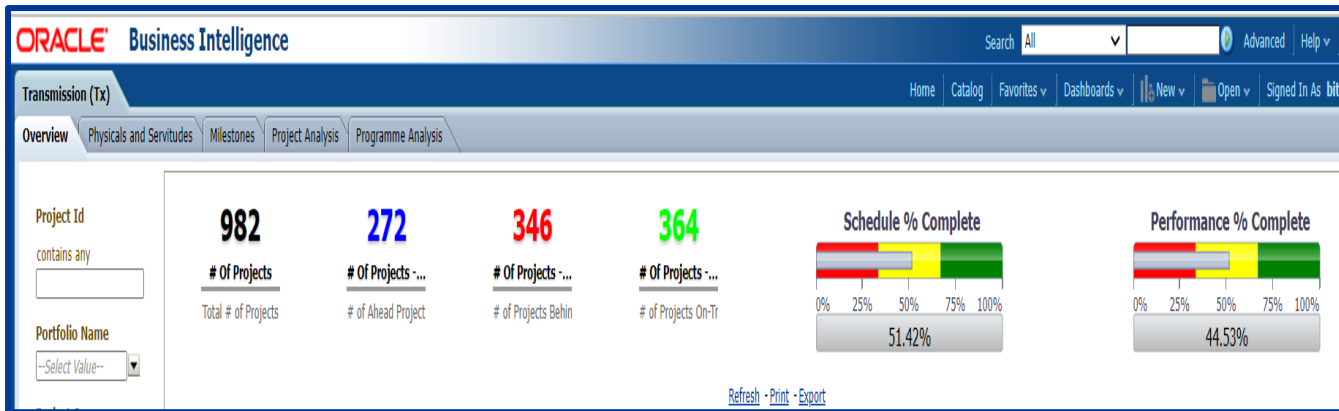 ORACLE Business Intelligence
Search All Advanced Help
Transmission (Tx)
Home Catalog Favorites Dashboards New Open Signed In As bit
Overview Physicals and Servitudes Milestones Project Analysis Programme Analysis
Project Id
contains any
Portfolio Name
--Select Value--
982
# Of Projects
Total # of Projects
272
# Of Projects -...
# of Ahead Project
346
# Of Projects -...
# of Projects Behin
364
# Of Projects -...
# of Projects On-Tr
Schedule % Complete
0% 25% 50% 75% 100%
51.42%
Performance % Complete
0% 25% 50% 75% 100%
44.53%
Refresh - Print - Export